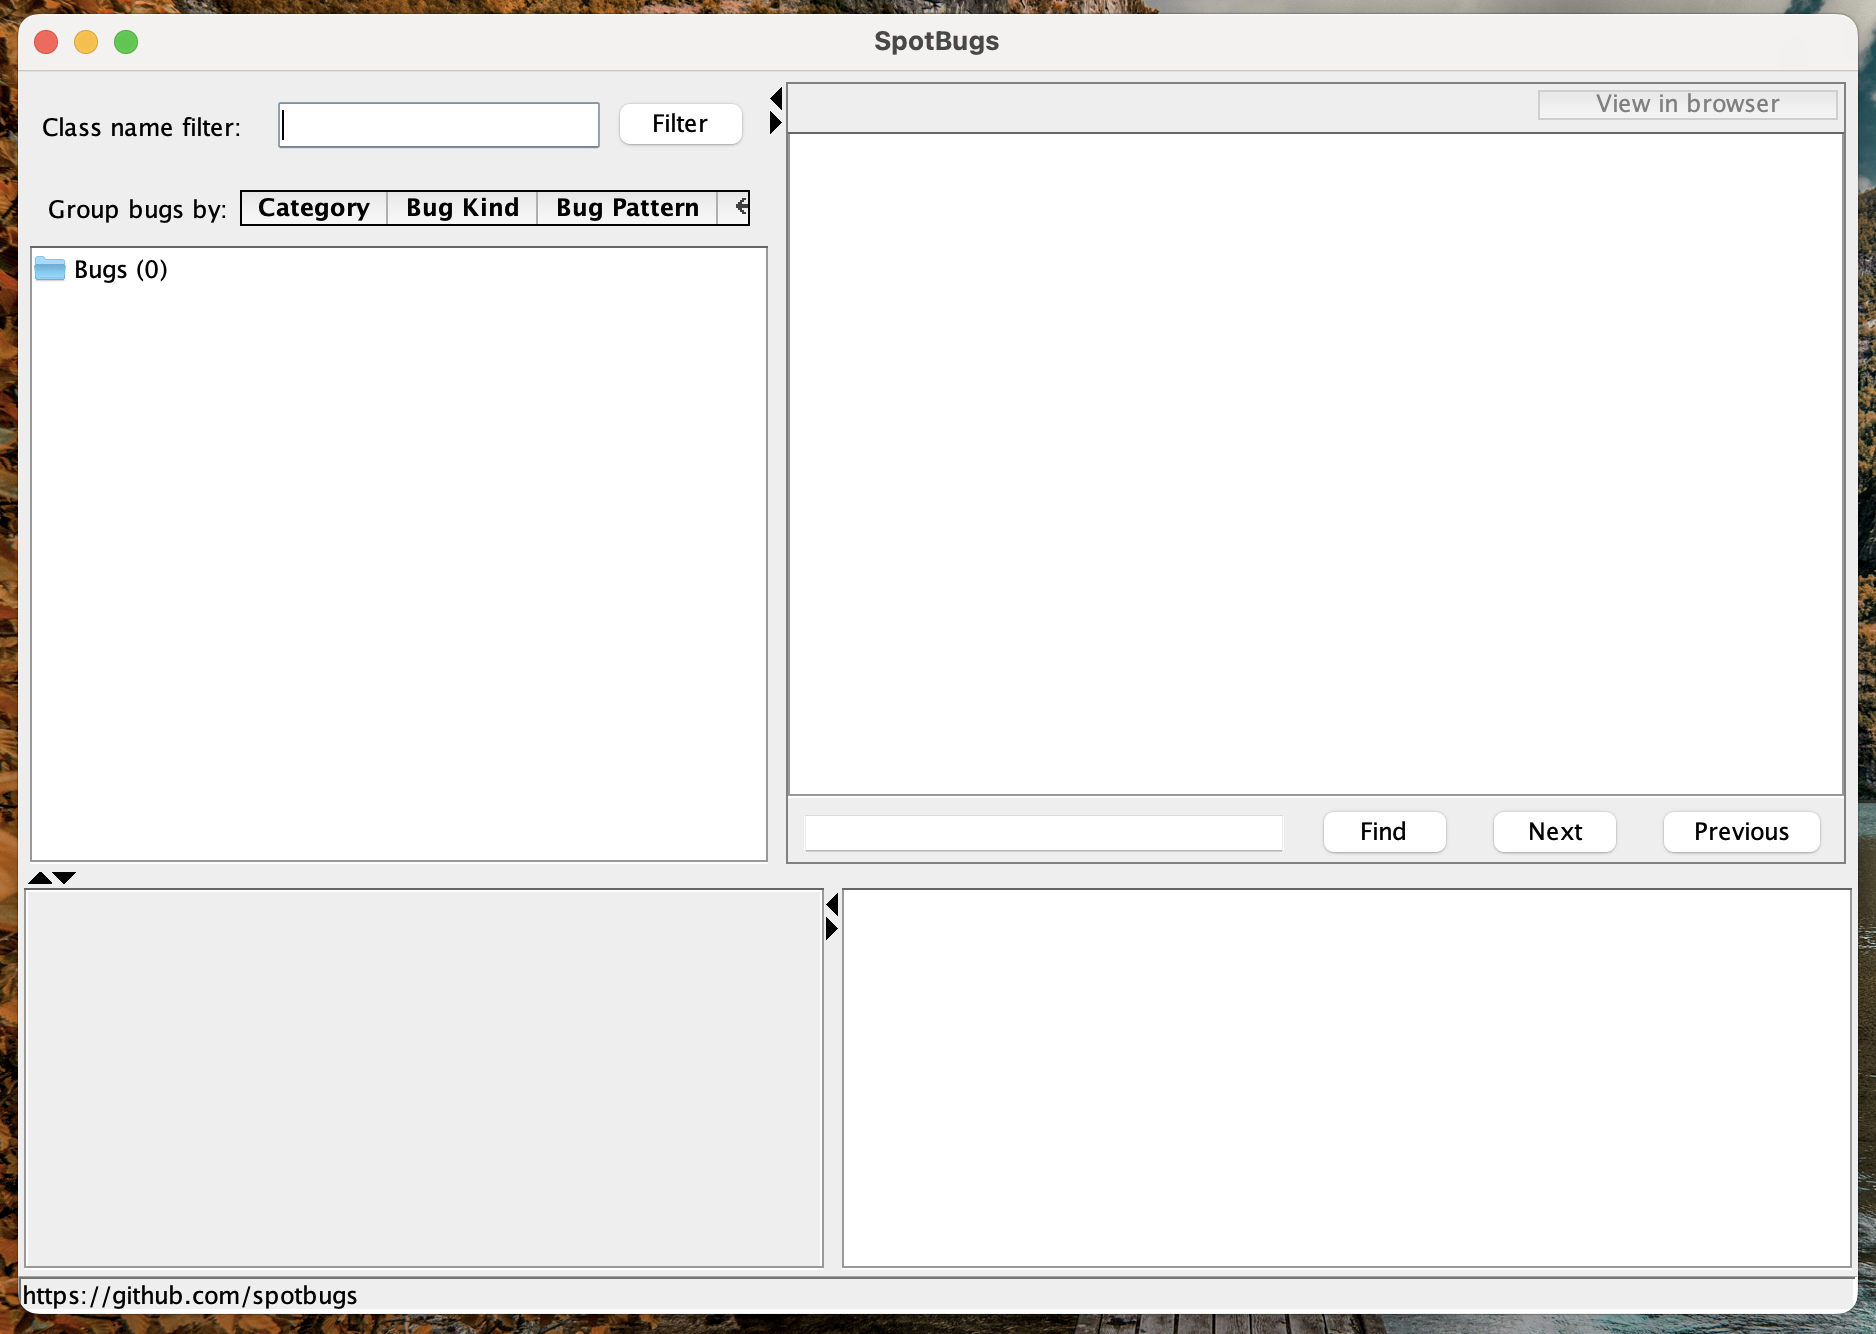 SpotBugs
Class name filter:
Filter
View in browser
Group bugs by:
Category
Bug Kind
Bug Pattern
Bugs (0)
Find
Next
Previous
https://github.com/spotbugs